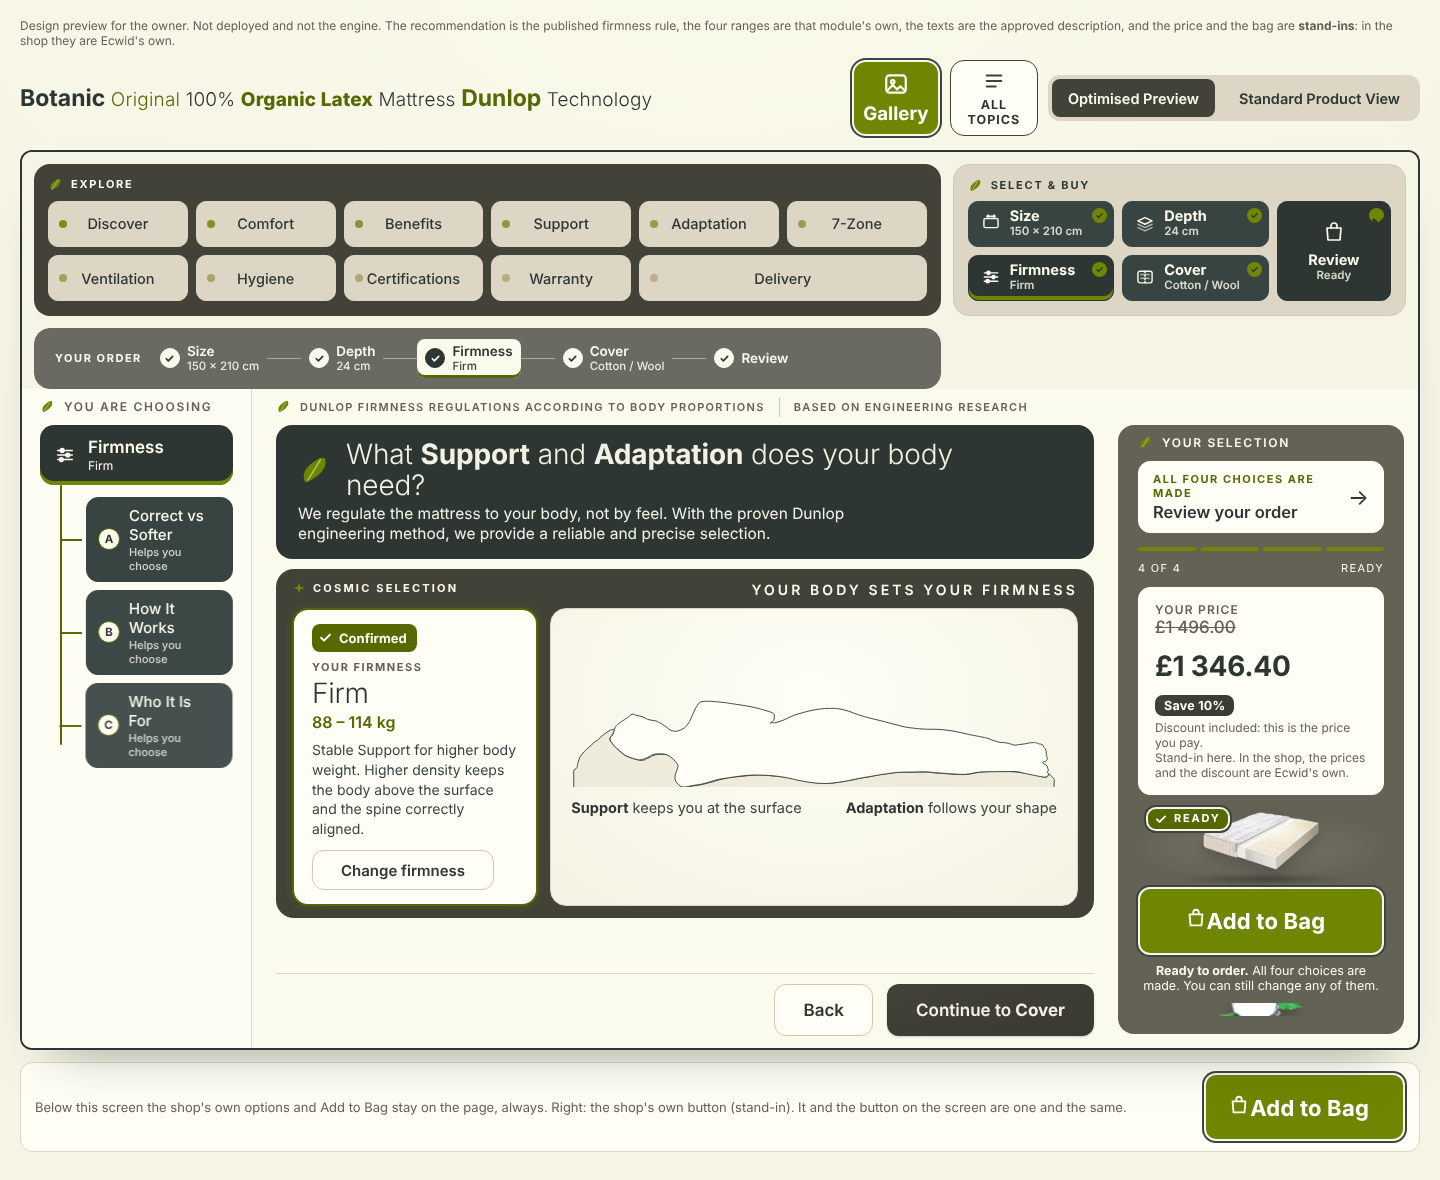 Design preview for the owner. Not deployed and not the engine. The recommendation is the published firmness rule, the four ranges are that module's own, the texts are the approved description, and the price and the bag are stand-ins: in the
shop they are Ecwid's own.
Botanic Original 100% Organic Latex Mattress Dunlop Technology
Gallery
ALL
TOPICS
Optimised Preview
Standard Product View
EXPLORE
Discover
Comfort
Benefits
Support
Adaptation
7-Zone
Ventilation
Hygiene
Certifications
Warranty
Delivery
SELECT & BUY
Size
150 × 210 cm
Depth
24 cm
Firmness
Firm
Cover
Cotton / Wool
Review
Ready
YOUR ORDER
Size
150 × 210 cm
Depth
24 cm
Firmness
Firm
Cover
Cotton / Wool
Review
YOU ARE CHOOSING
Firmness
Firm
A
Correct vs
Softer
Helps you
choose
B
How It
Works
Helps you
choose
C
Who It Is
For
Helps you
choose
DUNLOP FIRMNESS REGULATIONS ACCORDING TO BODY PROPORTIONS
BASED ON ENGINEERING RESEARCH
What Support and Adaptation does your body
need?
We regulate the mattress to your body, not by feel. With the proven Dunlop
engineering method, we provide a reliable and precise selection.
COSMIC SELECTION
YOUR BODY SETS YOUR FIRMNESS
Confirmed
YOUR FIRMNESS
Firm
88 – 114 kg
Stable Support for higher body
weight. Higher density keeps
the body above the surface
and the spine correctly
aligned.
Change firmness
Support keeps you at the surface
Adaptation follows your shape
Back
Continue to Cover
YOUR SELECTION
ALL FOUR CHOICES ARE
MADE
Review your order
4 OF 4
READY
YOUR PRICE
£1 496.00
£1 346.40
Save 10%
Discount included: this is the price
you pay.
Stand-in here. In the shop, the prices
and the discount are Ecwid's own.
READY
Add to Bag
Ready to order. All four choices are
made. You can still change any of them.
Below this screen the shop's own options and Add to Bag stay on the page, always. Right: the shop's own button (stand-in). It and the button on the screen are one and the same.
Add to Bag